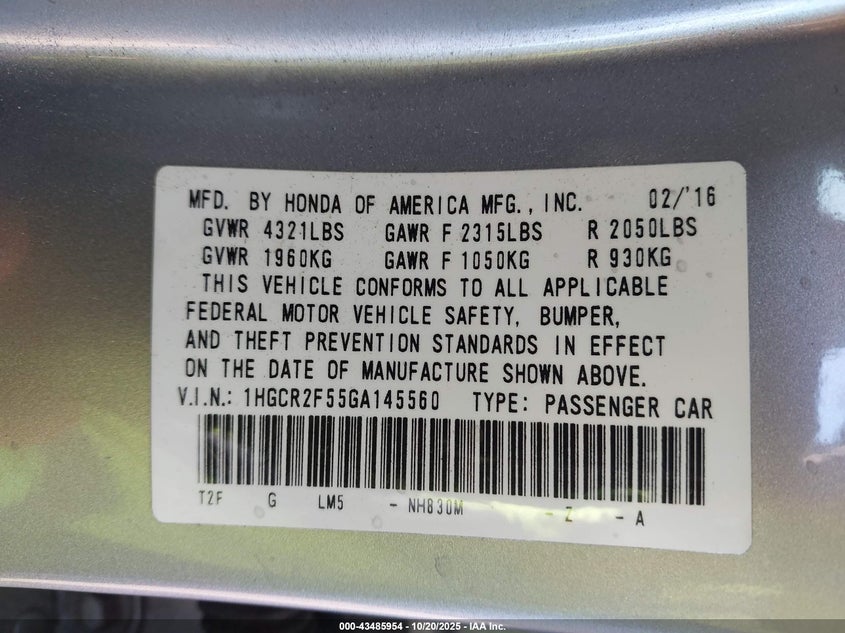 MFD. BY HONDA OF AMERICA MFG., INC. 02/'16
GVWR 4321LBS GAWR F 2315LBS R 2050LBS
GVWR 1960KG GAWR F 1050KG R 930KG
THIS VEHICLE CONFORMS TO ALL APPLICABLE
FEDERAL MOTOR VEHICLE SAFETY, BUMPER,
AND THEFT PREVENTION STANDARDS IN EFFECT
ON THE DATE OF MANUFACTURE SHOWN ABOVE.
V.I.N.: 1HGCR2F55GA145560 TYPE: PASSENGER CAR
T2F G LM5 - NH830M - Z - A
000-43485954 - 10/20/2025 - IAA Inc.